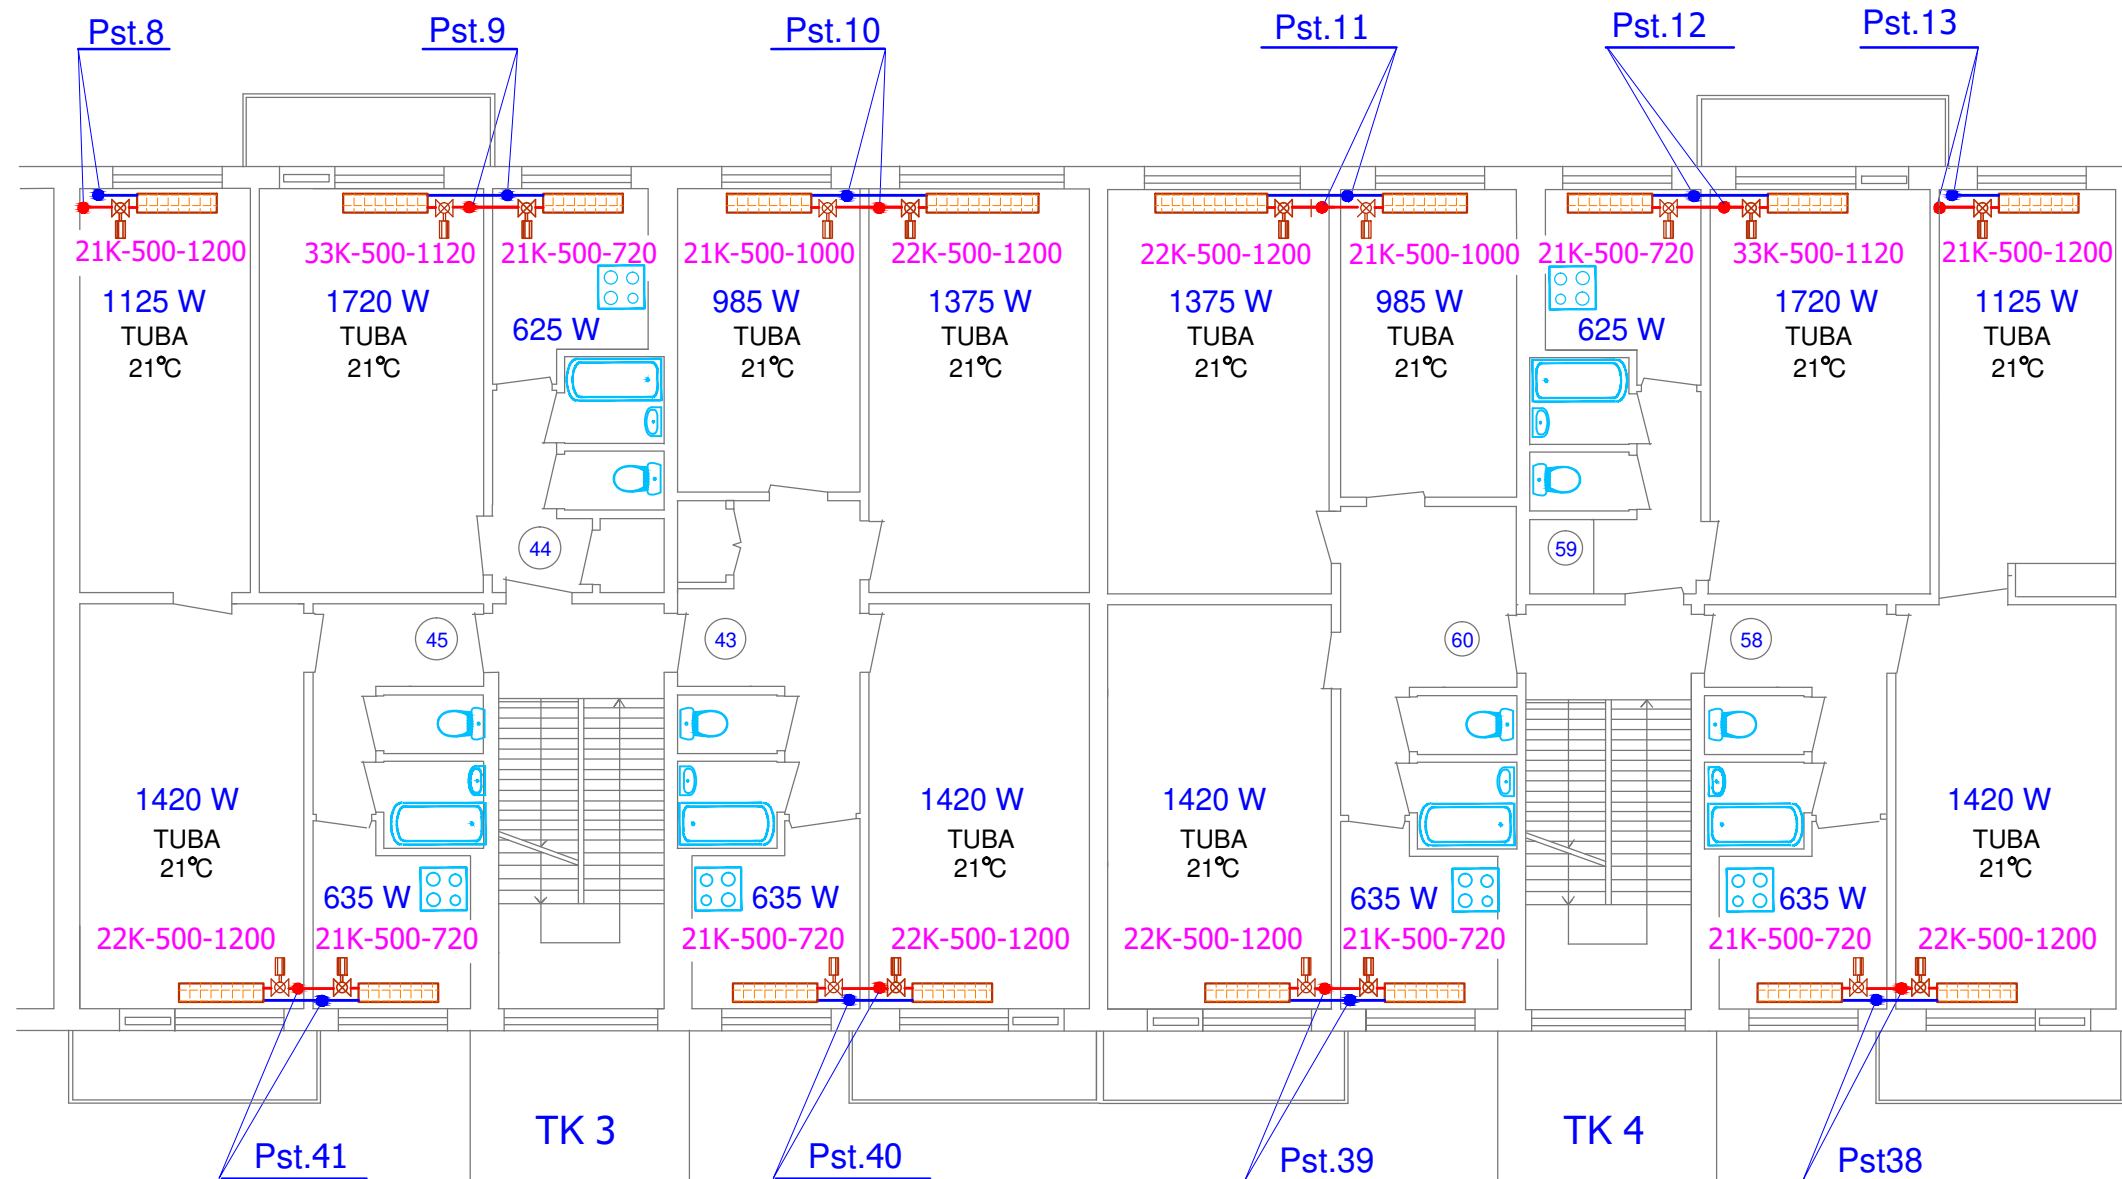 Pst.8
Pst.9
Pst.10
Pst.11
Pst.12
Pst.13
21K-500-1200
33K-500-1120
21K-500-720
21K-500-1000
22K-500-1200
22K-500-1200
21K-500-1000
21K-500-720
33K-500-1120
21K-500-1200
1125 W
TUBA
21°C
1720 W
TUBA
21°C
625 W
985 W
TUBA
21°C
1375 W
TUBA
21°C
1375 W
TUBA
21°C
985 W
TUBA
21°C
625 W
1720 W
TUBA
21°C
1125 W
TUBA
21°C
44
59
45
43
60
58
1420 W
TUBA
21°C
635 W
635 W
1420 W
TUBA
21°C
1420 W
TUBA
21°C
635 W
635 W
1420 W
TUBA
21°C
22K-500-1200
21K-500-720
21K-500-720
22K-500-1200
22K-500-1200
21K-500-720
21K-500-720
22K-500-1200
TK 3
TK 4
Pst.41
Pst.40
Pst.39
Pst38